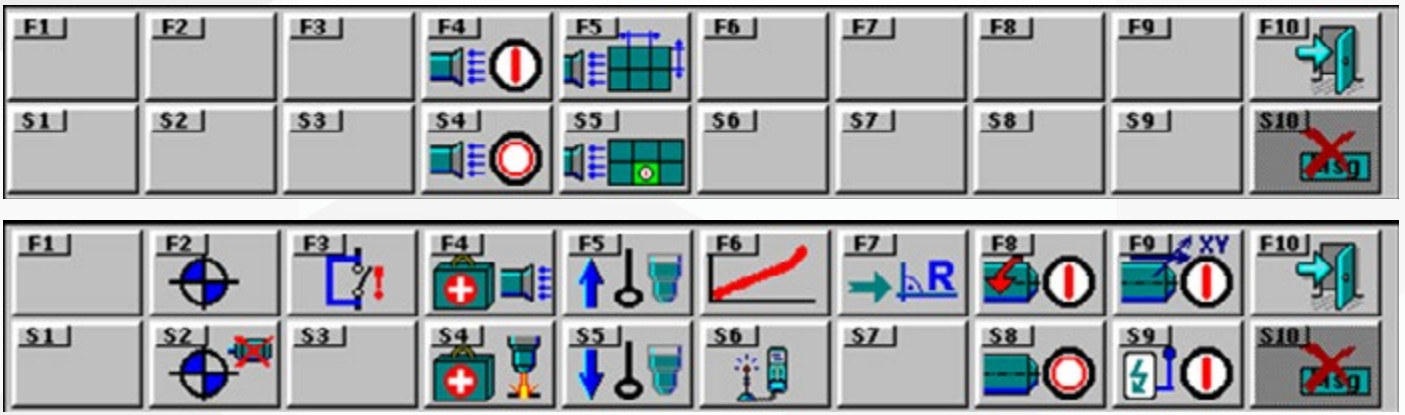 F1 F2 F3 F4 F5 F6 F7 F8 F9 F10
S1 S2 S3 S4 S5 S6 S7 S8 S9 S10
Msg
F1 F2 F3 F4 F5 F6 F7 F8 F9 XY F10
R
S1 S2 S3 S4 S5 S6 S7 S8 S9 S10
Msg